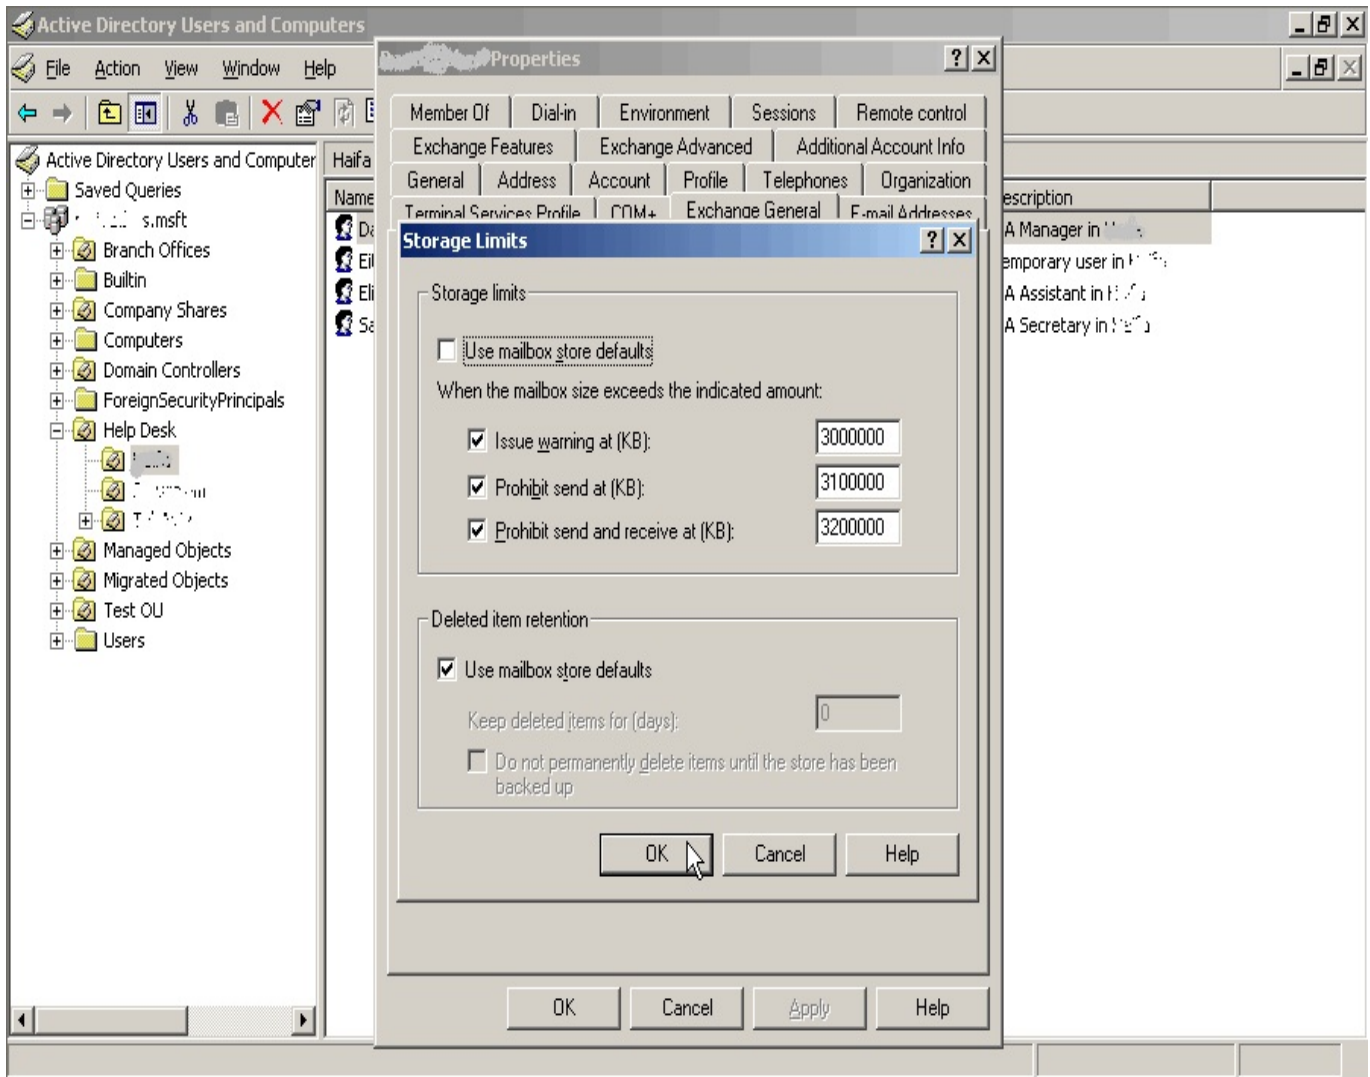 Active Directory Users and Computers
Properties
File Action View Window Help
Member Of Dial-in Environment Sessions Remote control
Exchange Features Exchange Advanced Additional Account Info
General Address Account Profile Telephones Organization
Terminal Services Profile COM+ Exchange General E-mail Addresses
Active Directory Users and Computer
Saved Queries
s.msft
Branch Offices
Builtin
Company Shares
Computers
Domain Controllers
ForeignSecurityPrincipals
Help Desk
Managed Objects
Migrated Objects
Test OU
Users
Haifa
Name
Da
Eli
Sa
escription
A Manager in
emporary user in
A Assistant in
A Secretary in
Storage Limits
Storage limits
Use mailbox store defaults
When the mailbox size exceeds the indicated amount:
Issue warning at (KB): 3000000
Prohibit send at (KB): 3100000
Prohibit send and receive at (KB): 3200000
Deleted item retention
Use mailbox store defaults
Keep deleted items for (days): 0
Do not permanently delete items until the store has been
backed up
OK Cancel Help
OK Cancel Apply Help